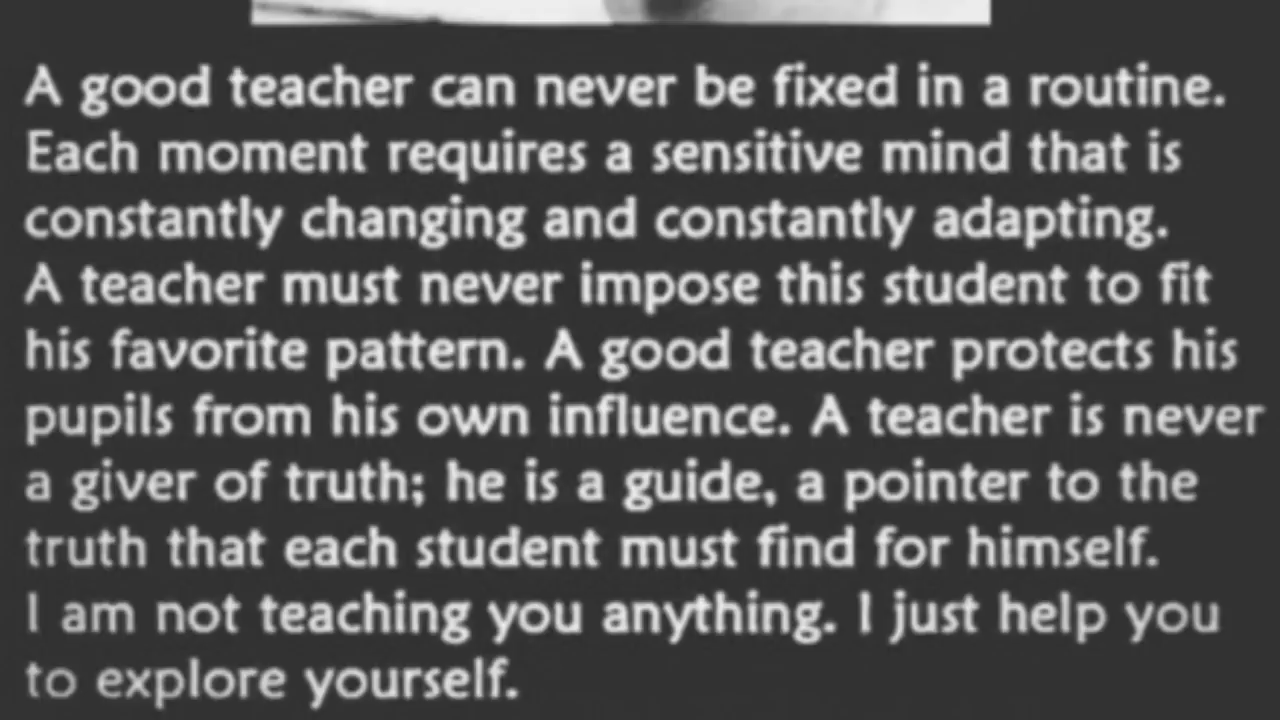 A good teacher can never be fixed in a routine.
Each moment requires a sensitive mind that is
constantly changing and constantly adapting.
A teacher must never impose this student to fit
his favorite pattern. A good teacher protects his
pupils from his own influence. A teacher is never
a giver of truth; he is a guide, a pointer to the
truth that each student must find for himself.
I am not teaching you anything. I just help you
to explore yourself.